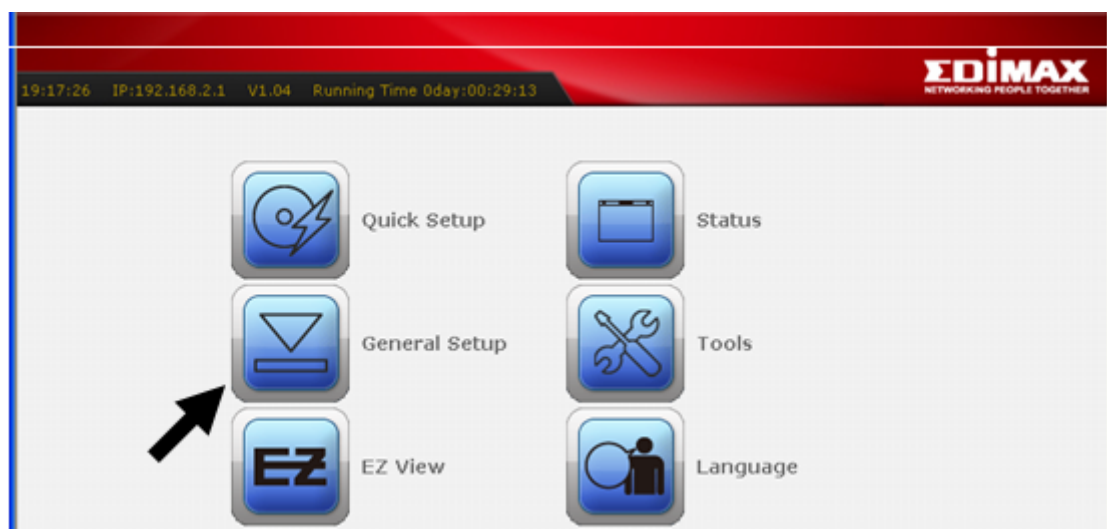 EDIMAX
NETWORKING PEOPLE TOGETHER
19:17:26 IP:192.168.2.1 V1.04 Running Time 0day:00:29:13
Quick Setup
Status
General Setup
Tools
EZ
EZ View
Language